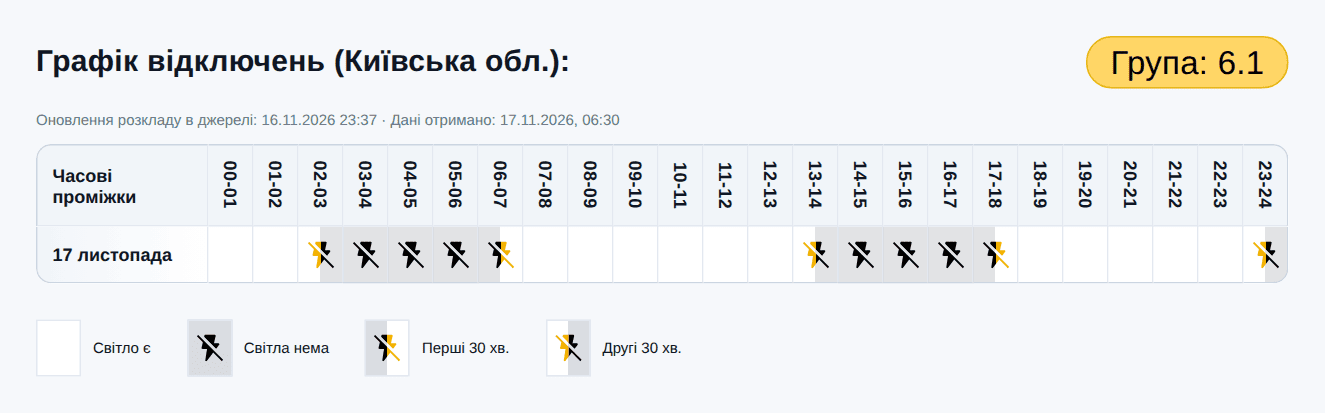 Графік відключень (Київська обл.):
Група: 6.1
Оновлення розкладу в джерелі: 16.11.2026 23:37 · Дані отримано: 17.11.2026, 06:30
Часові
проміжки
00-01
01-02
02-03
03-04
04-05
05-06
06-07
07-08
08-09
09-10
10-11
11-12
12-13
13-14
14-15
15-16
16-17
17-18
18-19
19-20
20-21
21-22
22-23
23-24
17 листопада
Світло є
Світла нема
Перші 30 хв.
Другі 30 хв.